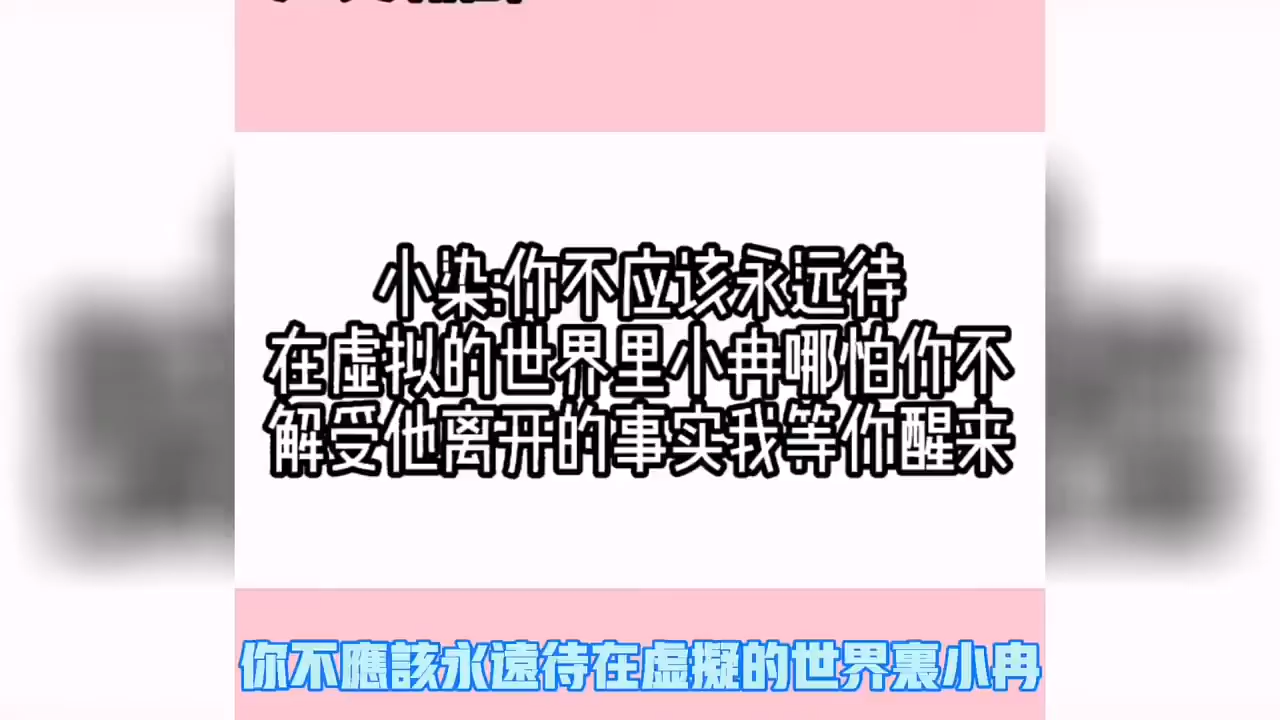 小染:你不应该永远待
在虚拟的世界里小冉哪怕你不
解受他离开的事实我等你醒来
你不應該永遠待在虛擬的世界裏小冉